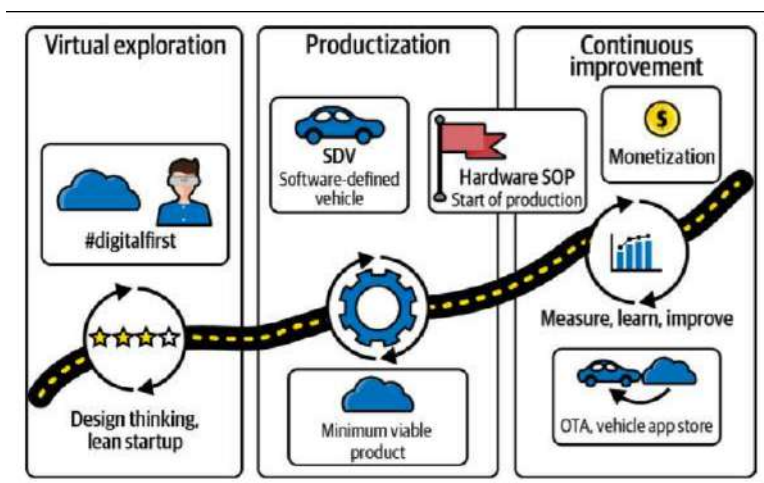 Virtual exploration
#digitalfirst
Design thinking,
lean startup
Productization
SDV
Software-defined
vehicle
Hardware SOP
Start of production
Minimum viable
product
Continuous
improvement
$
Monetization
Measure, learn, improve
OTA, vehicle app store